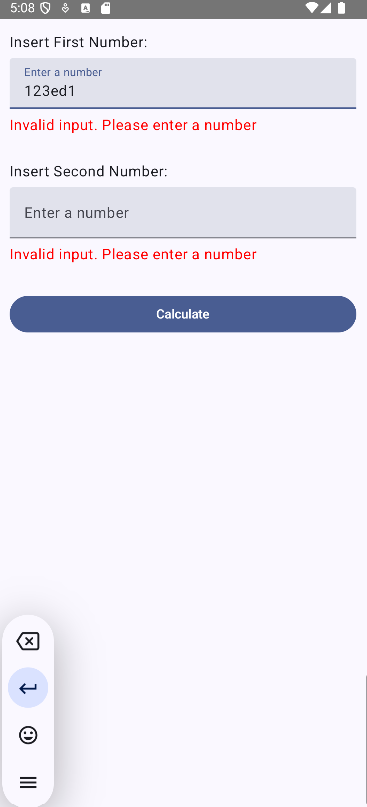 5:08
Insert First Number:
Enter a number
123ed1
Invalid input. Please enter a number
Insert Second Number:
Enter a number
Invalid input. Please enter a number
Calculate